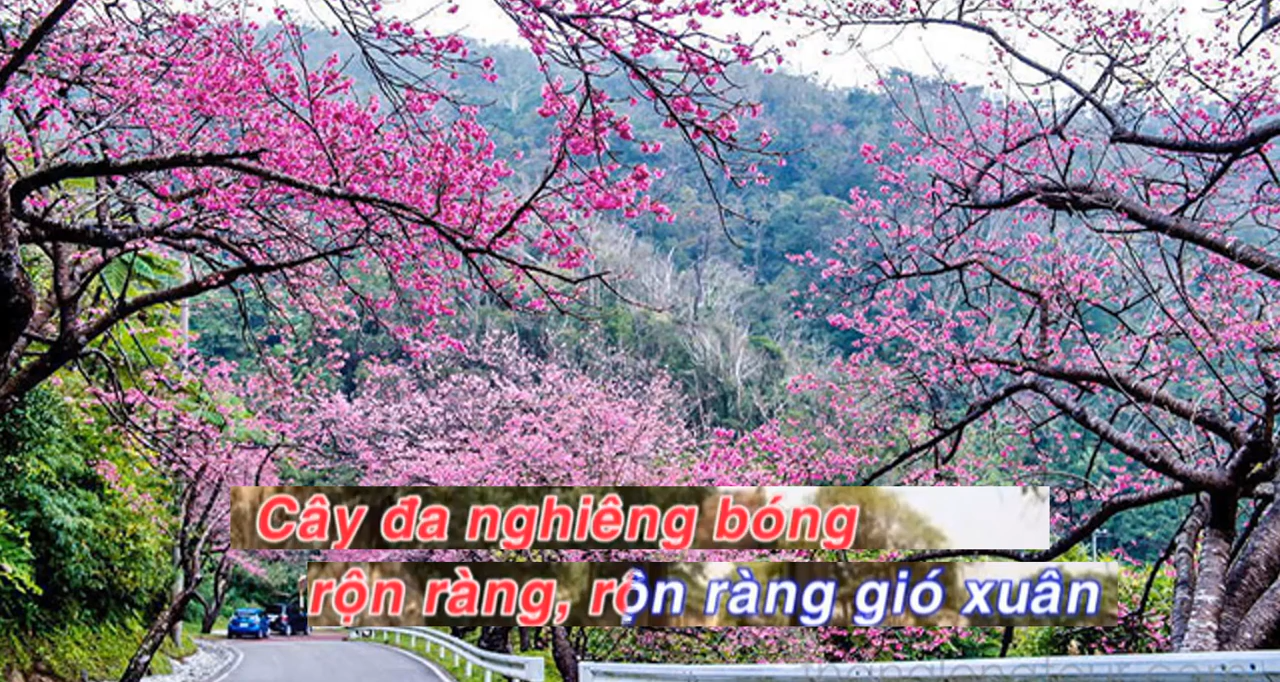 Cây đa nghiêng bóng
rộn ràng, rộn ràng gió xuân